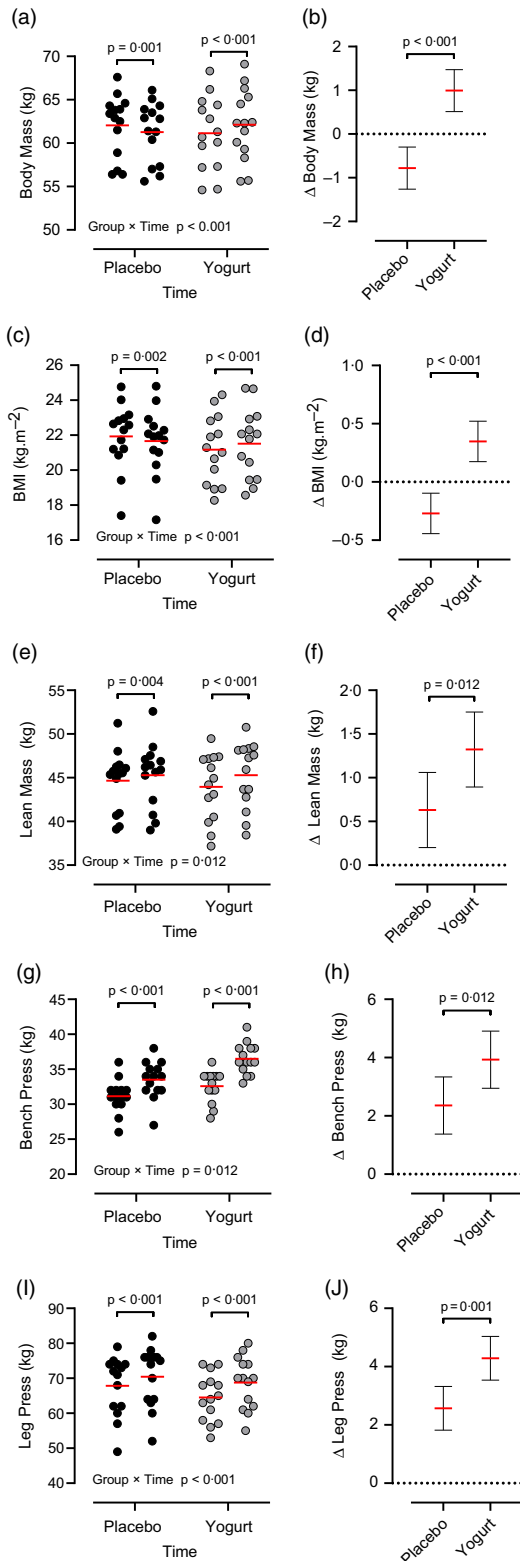 (a)
p = 0·001
p < 0·001
70
65
60
55
50
Body Mass (kg)
Group × Time p < 0.001
Placebo
Yogurt
Time
(b)
p < 0·001
2
1
0
–1
–2
Δ Body Mass (kg)
Placebo
Yogurt
(c)
p = 0·002
p < 0·001
26
24
22
20
18
16
BMI (kg.m−2)
Group × Time p < 0·001
Placebo
Yogurt
Time
(d)
p < 0·001
1·0
0·5
0·0
–0·5
Δ BMI (kg.m−2)
Placebo
Yogurt
(e)
p = 0·004
p < 0·001
55
50
45
40
35
Lean Mass (kg)
Group × Time p = 0·012
Placebo
Yogurt
Time
(f)
p = 0·012
2·0
1·0
0·5
0·0
Δ Lean Mass (kg)
Placebo
Yogurt
(g)
p < 0·001
p < 0·001
45
40
35
30
25
20
Bench Press (kg)
Group × Time p = 0·012
Placebo
Yogurt
Time
(h)
p = 0·012
6
4
2
0
Δ Bench Press (kg)
Placebo
Yogurt
(I)
p < 0·001
p < 0·001
90
80
70
60
50
40
Leg Press (kg)
Group × Time p < 0·001
Placebo
Yogurt
Time
(J)
p = 0·001
6
4
2
0
Δ Leg Press (kg)
Placebo
Yogurt